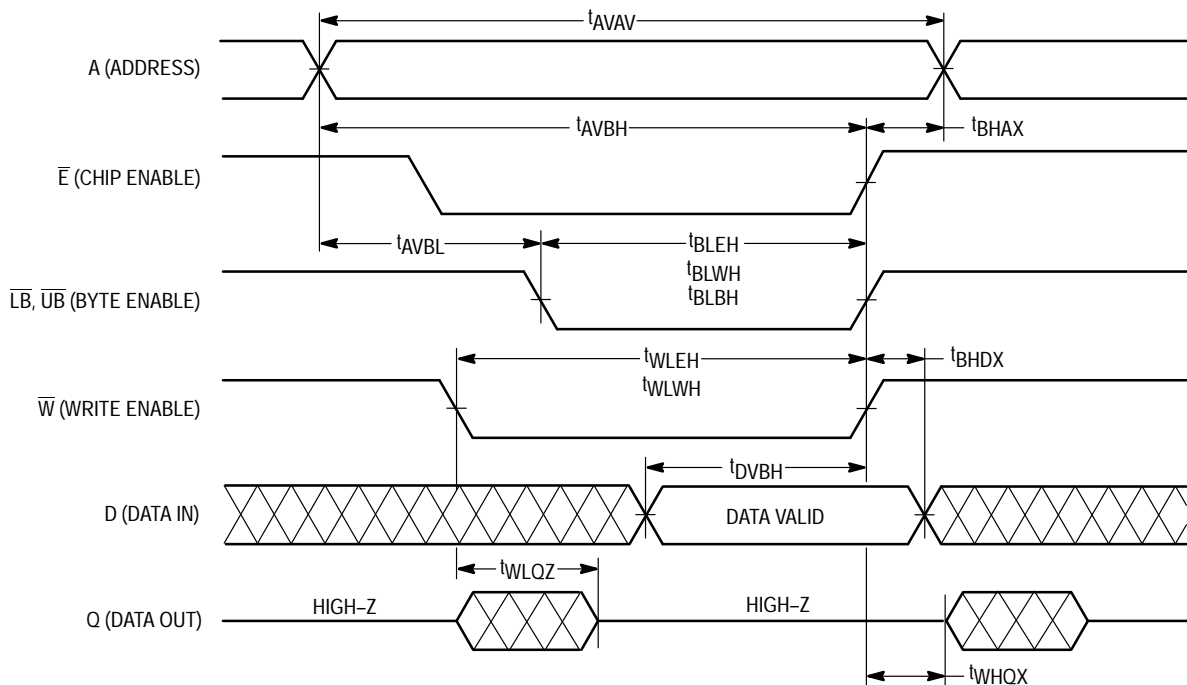 tAVAV
A (ADDRESS)
tAVBH
tBHAX
E (CHIP ENABLE)
tAVBL
tBLEH
tBLWH
tBLBH
LB, UB (BYTE ENABLE)
tWLEH
tWLWH
tBHDX
W (WRITE ENABLE)
tDVBH
D (DATA IN)
DATA VALID
tWLQZ
Q (DATA OUT)
HIGH–Z
HIGH–Z
tWHQX